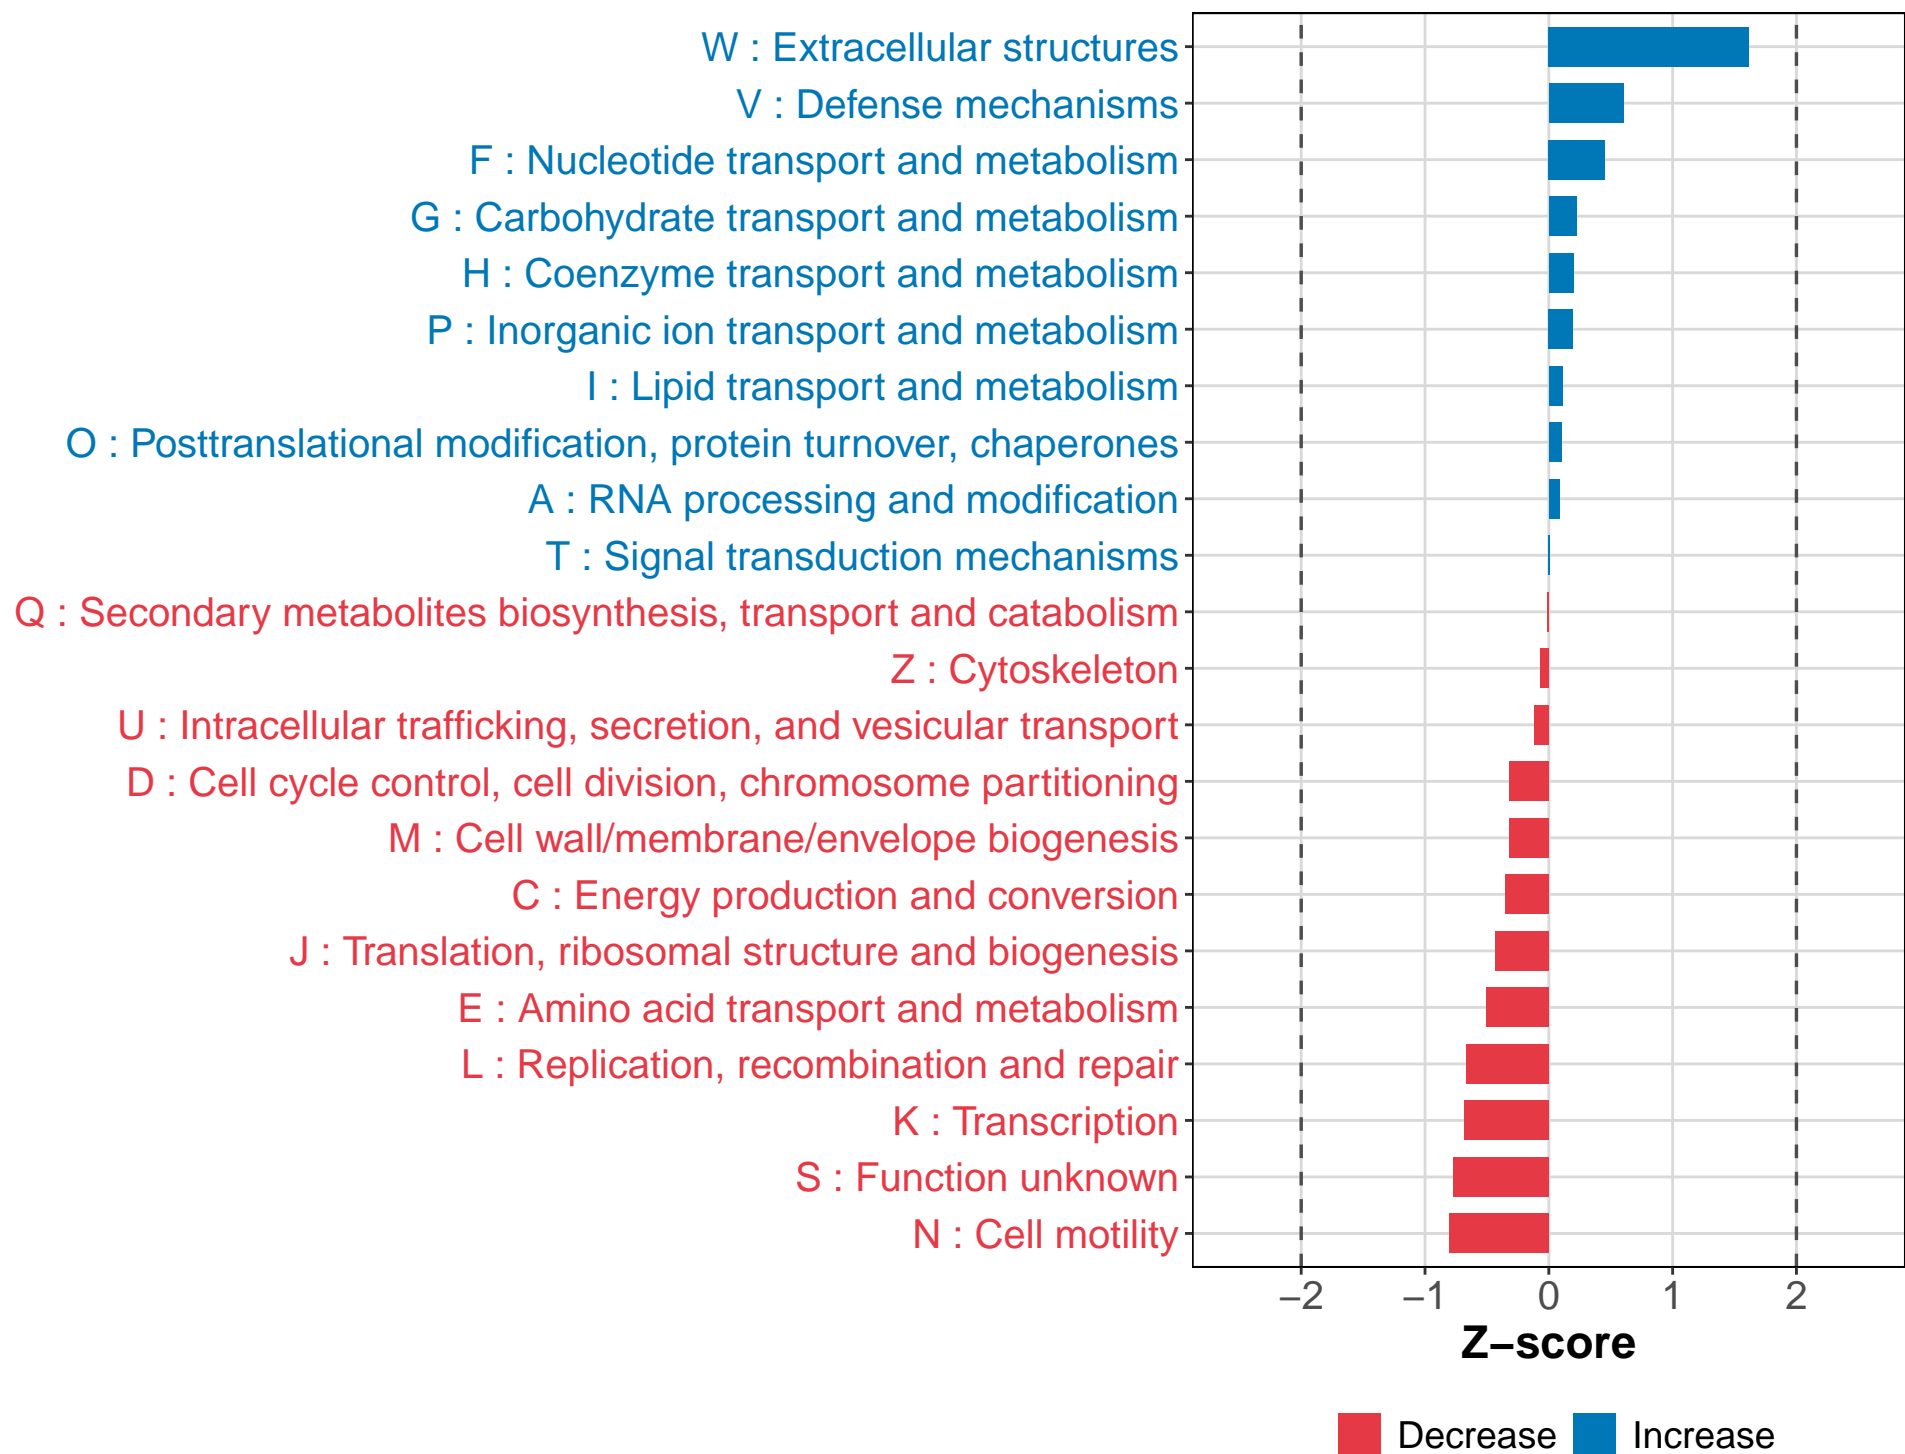 W : Extracellular structures
V : Defense mechanisms
F : Nucleotide transport and metabolism
G : Carbohydrate transport and metabolism
H : Coenzyme transport and metabolism
P : Inorganic ion transport and metabolism
I : Lipid transport and metabolism
O : Posttranslational modification, protein turnover, chaperones
A : RNA processing and modification
T : Signal transduction mechanisms
Q : Secondary metabolites biosynthesis, transport and catabolism
Z : Cytoskeleton
U : Intracellular trafficking, secretion, and vesicular transport
D : Cell cycle control, cell division, chromosome partitioning
M : Cell wall/membrane/envelope biogenesis
C : Energy production and conversion
J : Translation, ribosomal structure and biogenesis
E : Amino acid transport and metabolism
L : Replication, recombination and repair
K : Transcription
S : Function unknown
N : Cell motility
−2 −1 0 1 2
Z−score
Decrease Increase